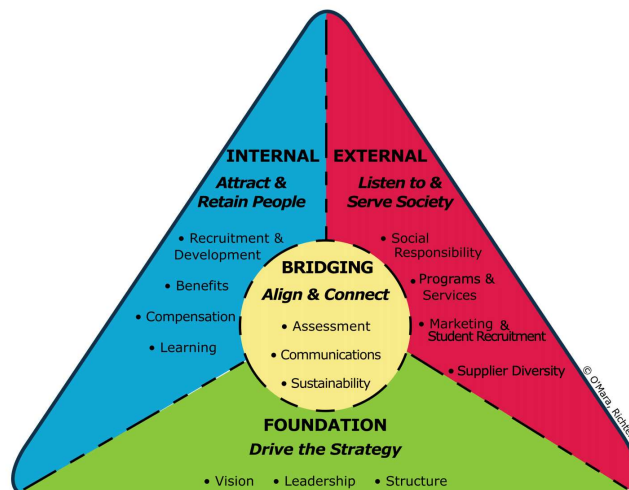 INTERNAL
Attract &
Retain People
• Recruitment &
Development
• Benefits
• Compensation
• Learning
EXTERNAL
Listen to &
Serve Society
• Social
Responsibility
• Programs &
Services
• Marketing &
Student Recruitment
• Supplier Diversity
BRIDGING
Align & Connect
• Assessment
• Communications
• Sustainability
FOUNDATION
Drive the Strategy
• Vision • Leadership • Structure
© O'Mara, Richte